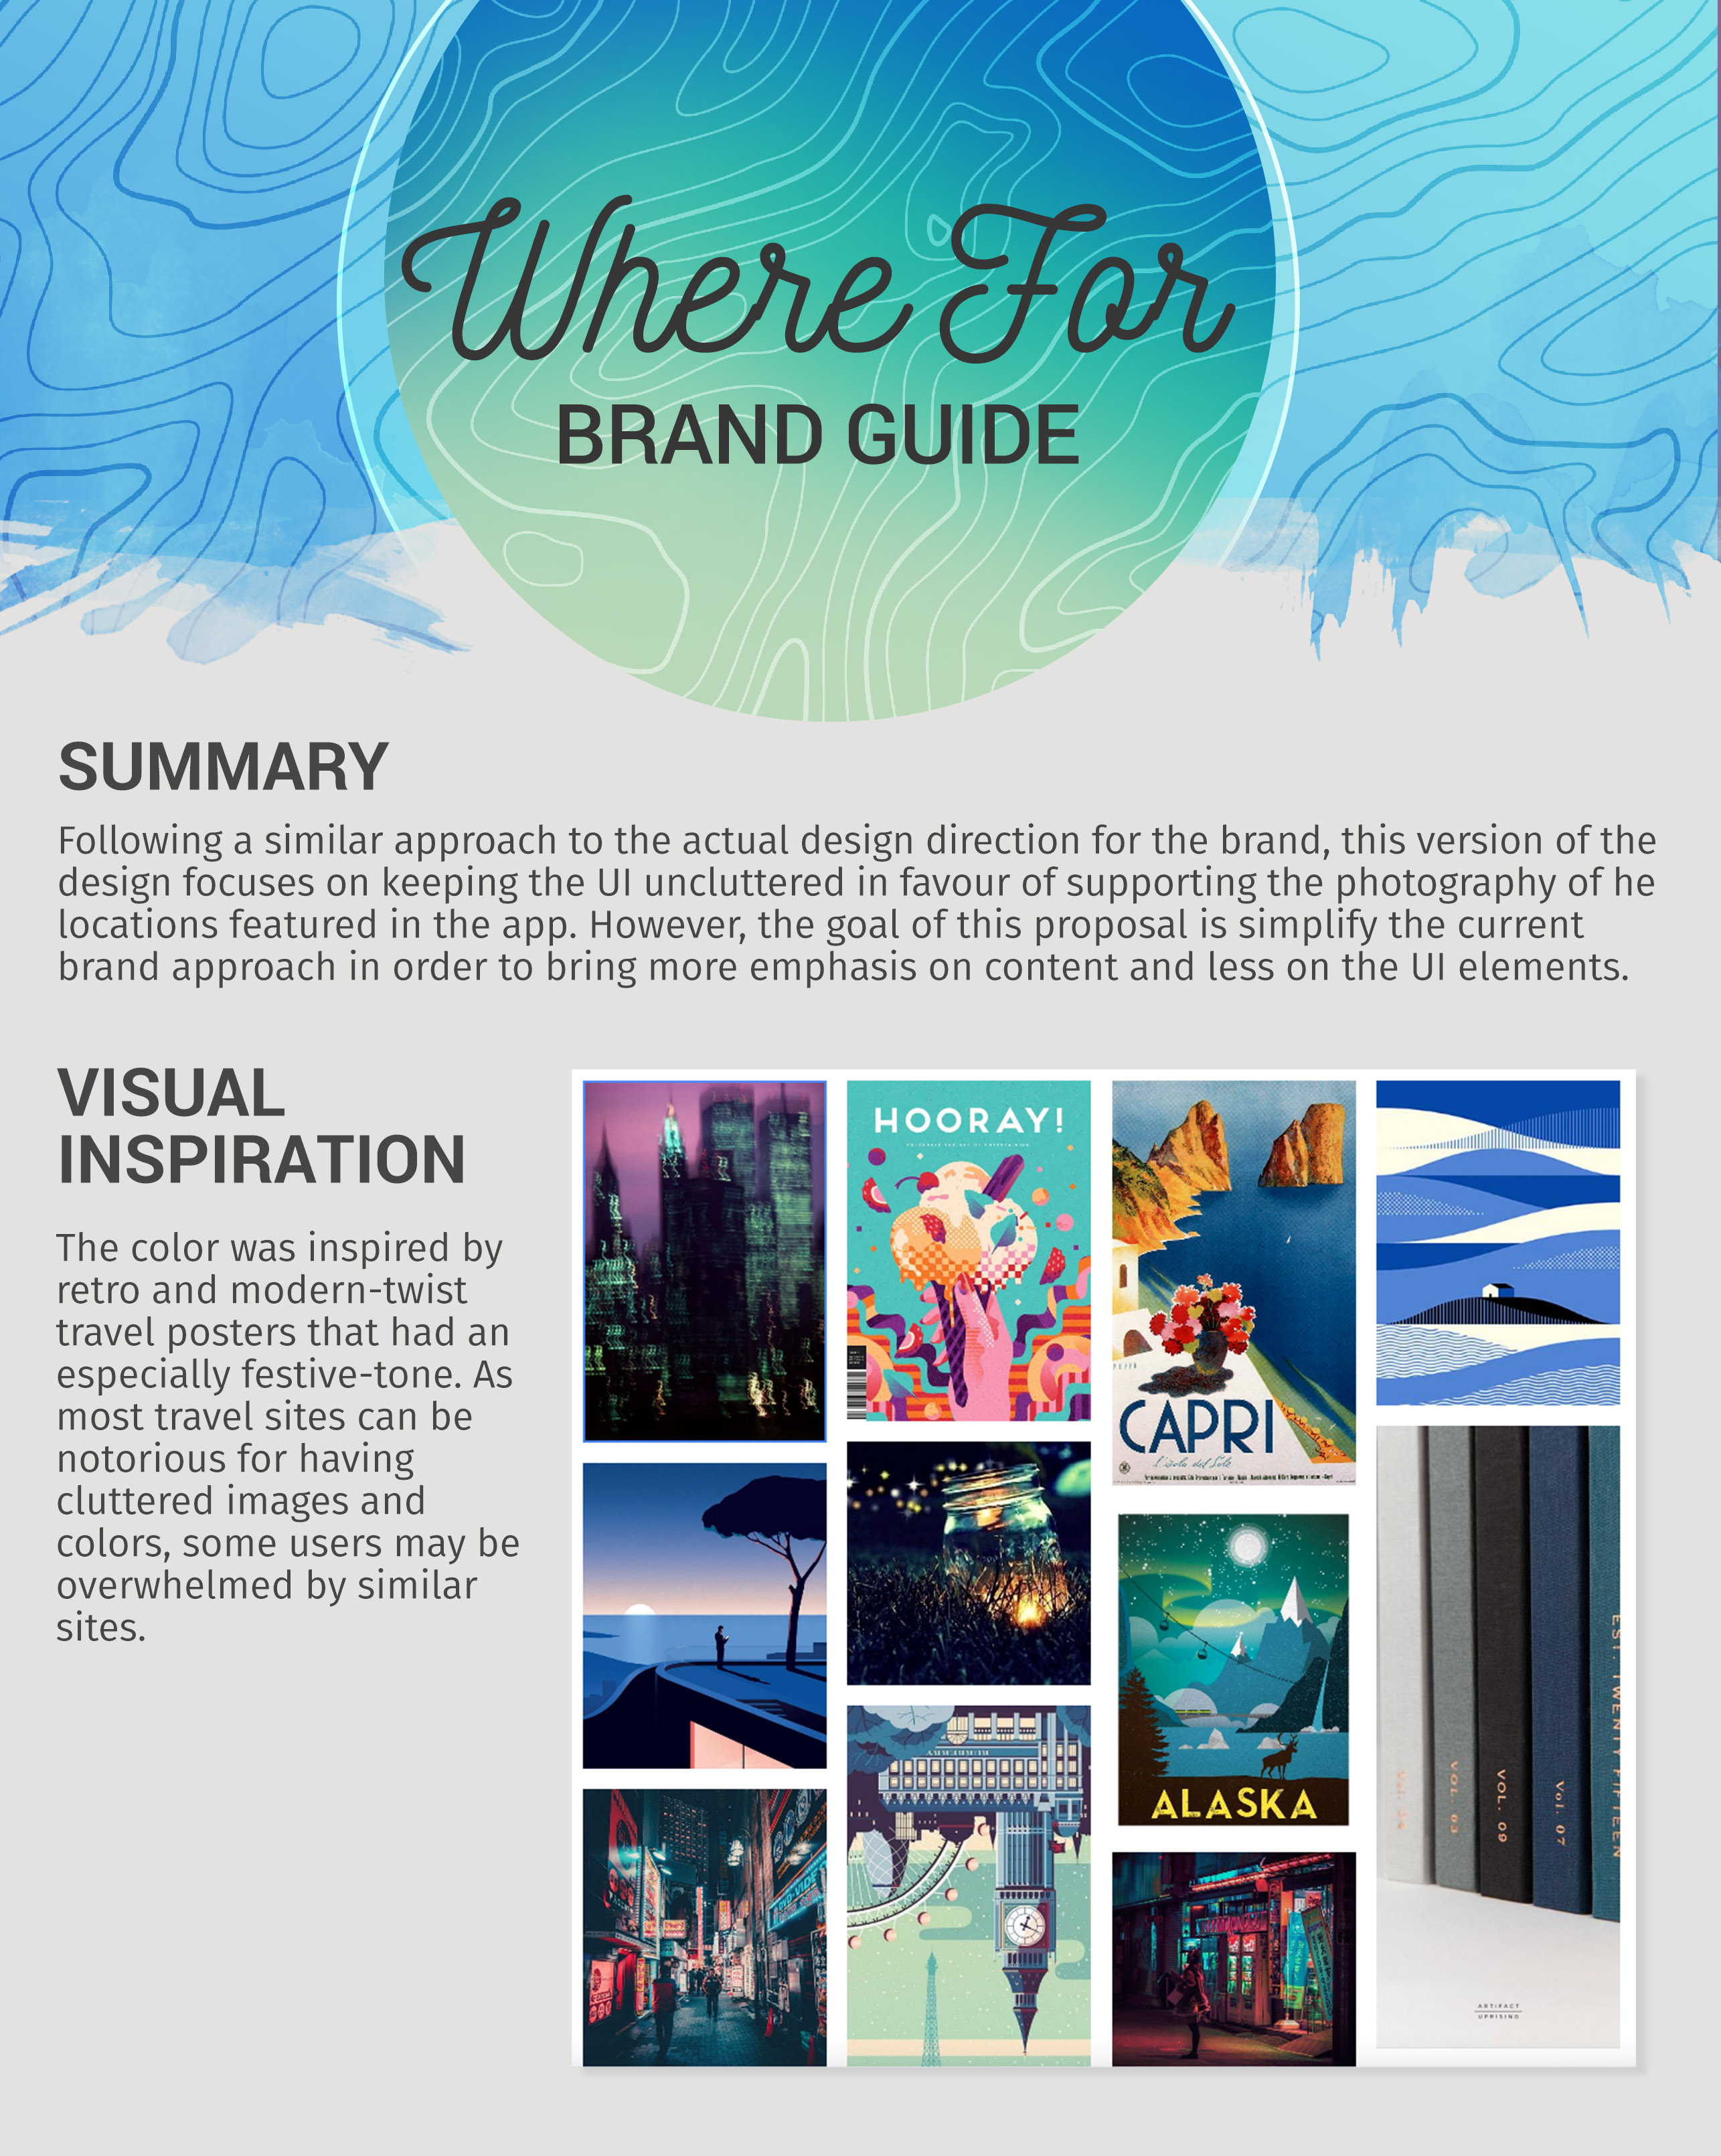 Where For
BRAND GUIDE
SUMMARY
Following a similar approach to the actual design direction for the brand, this version of the
design focuses on keeping the UI uncluttered in favour of supporting the photography of he
locations featured in the app. However, the goal of this proposal is simplify the current
brand approach in order to bring more emphasis on content and less on the UI elements.
VISUAL
INSPIRATION
The color was inspired by
retro and modern-twist
travel posters that had an
especially festive-tone. As
most travel sites can be
notorious for having
cluttered images and
colors, some users may be
overwhelmed by similar
sites.
HOORAY!
CAPRI
l'isola del Sole
ALASKA
VOL. 03
VOL. 09
Vol. 07
EST. TWENTY FIFTEEN
ARTIFACT
UPRISING